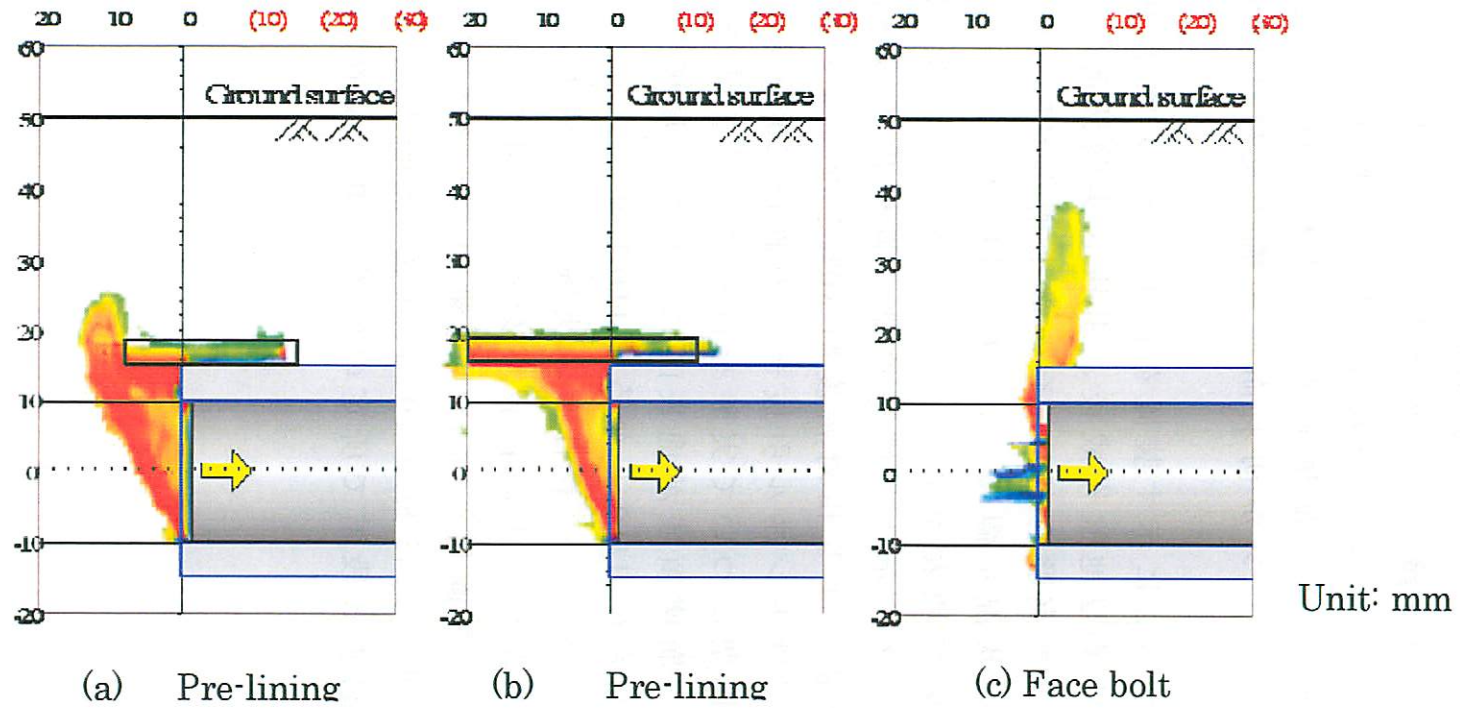 20 10 0 (10) (20) (30) 20 10 0 (10) (20) (30) 20 10 0 (10) (20) (30)
60 60 60
Ground surface Ground surface Ground surface
50 50 50
40 40 40
30 30 30
20 20 20
10 10 10
0 0 0
-10 -10 -10
-20 -20 -20
Unit: mm
(a) Pre-lining (b) Pre-lining (c) Face bolt